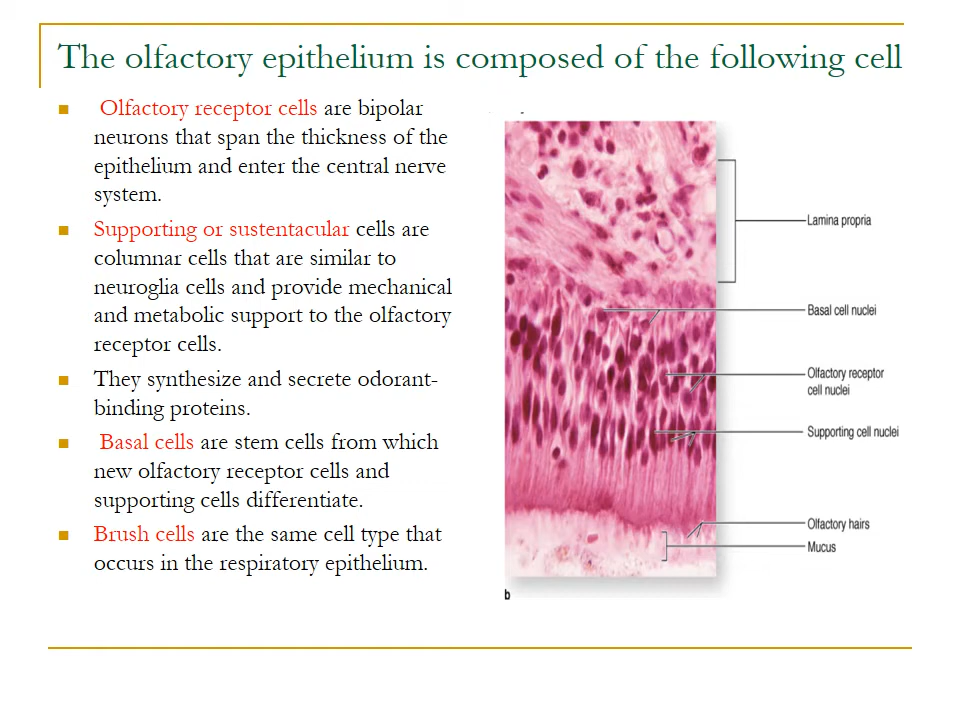 The olfactory epithelium is composed of the following cell
Olfactory receptor cells are bipolar
neurons that span the thickness of the
epithelium and enter the central nerve
system.
Supporting or sustentacular cells are
columnar cells that are similar to
neuroglia cells and provide mechanical
and metabolic support to the olfactory
receptor cells.
They synthesize and secrete odorant-
binding proteins.
Basal cells are stem cells from which
new olfactory receptor cells and
supporting cells differentiate.
Brush cells are the same cell type that
occurs in the respiratory epithelium.
Lamina propria
Basal cell nuclei
Olfactory receptor
cell nuclei
Supporting cell nuclei
Olfactory hairs
Mucus
b